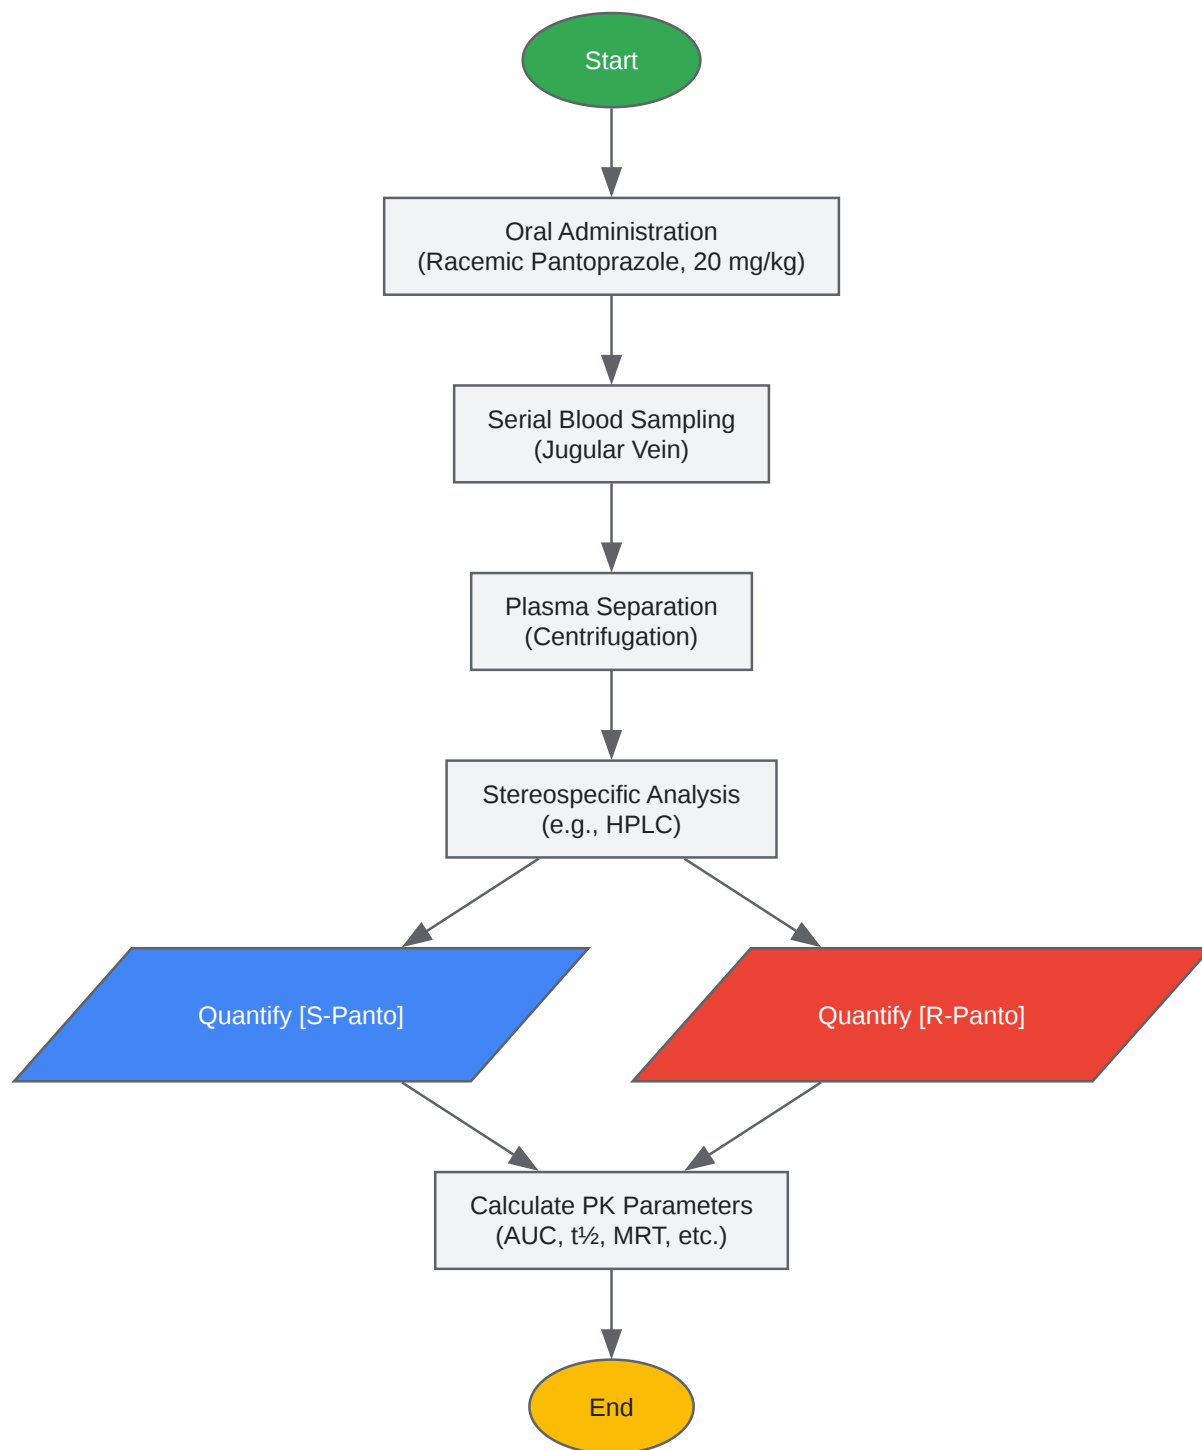 Start
Oral Administration
(Racemic Pantoprazole, 20 mg/kg)
Serial Blood Sampling
(Jugular Vein)
Plasma Separation
(Centrifugation)
Stereospecific Analysis
(e.g., HPLC)
Quantify [S-Panto]
Quantify [R-Panto]
Calculate PK Parameters
(AUC, t½, MRT, etc.)
End